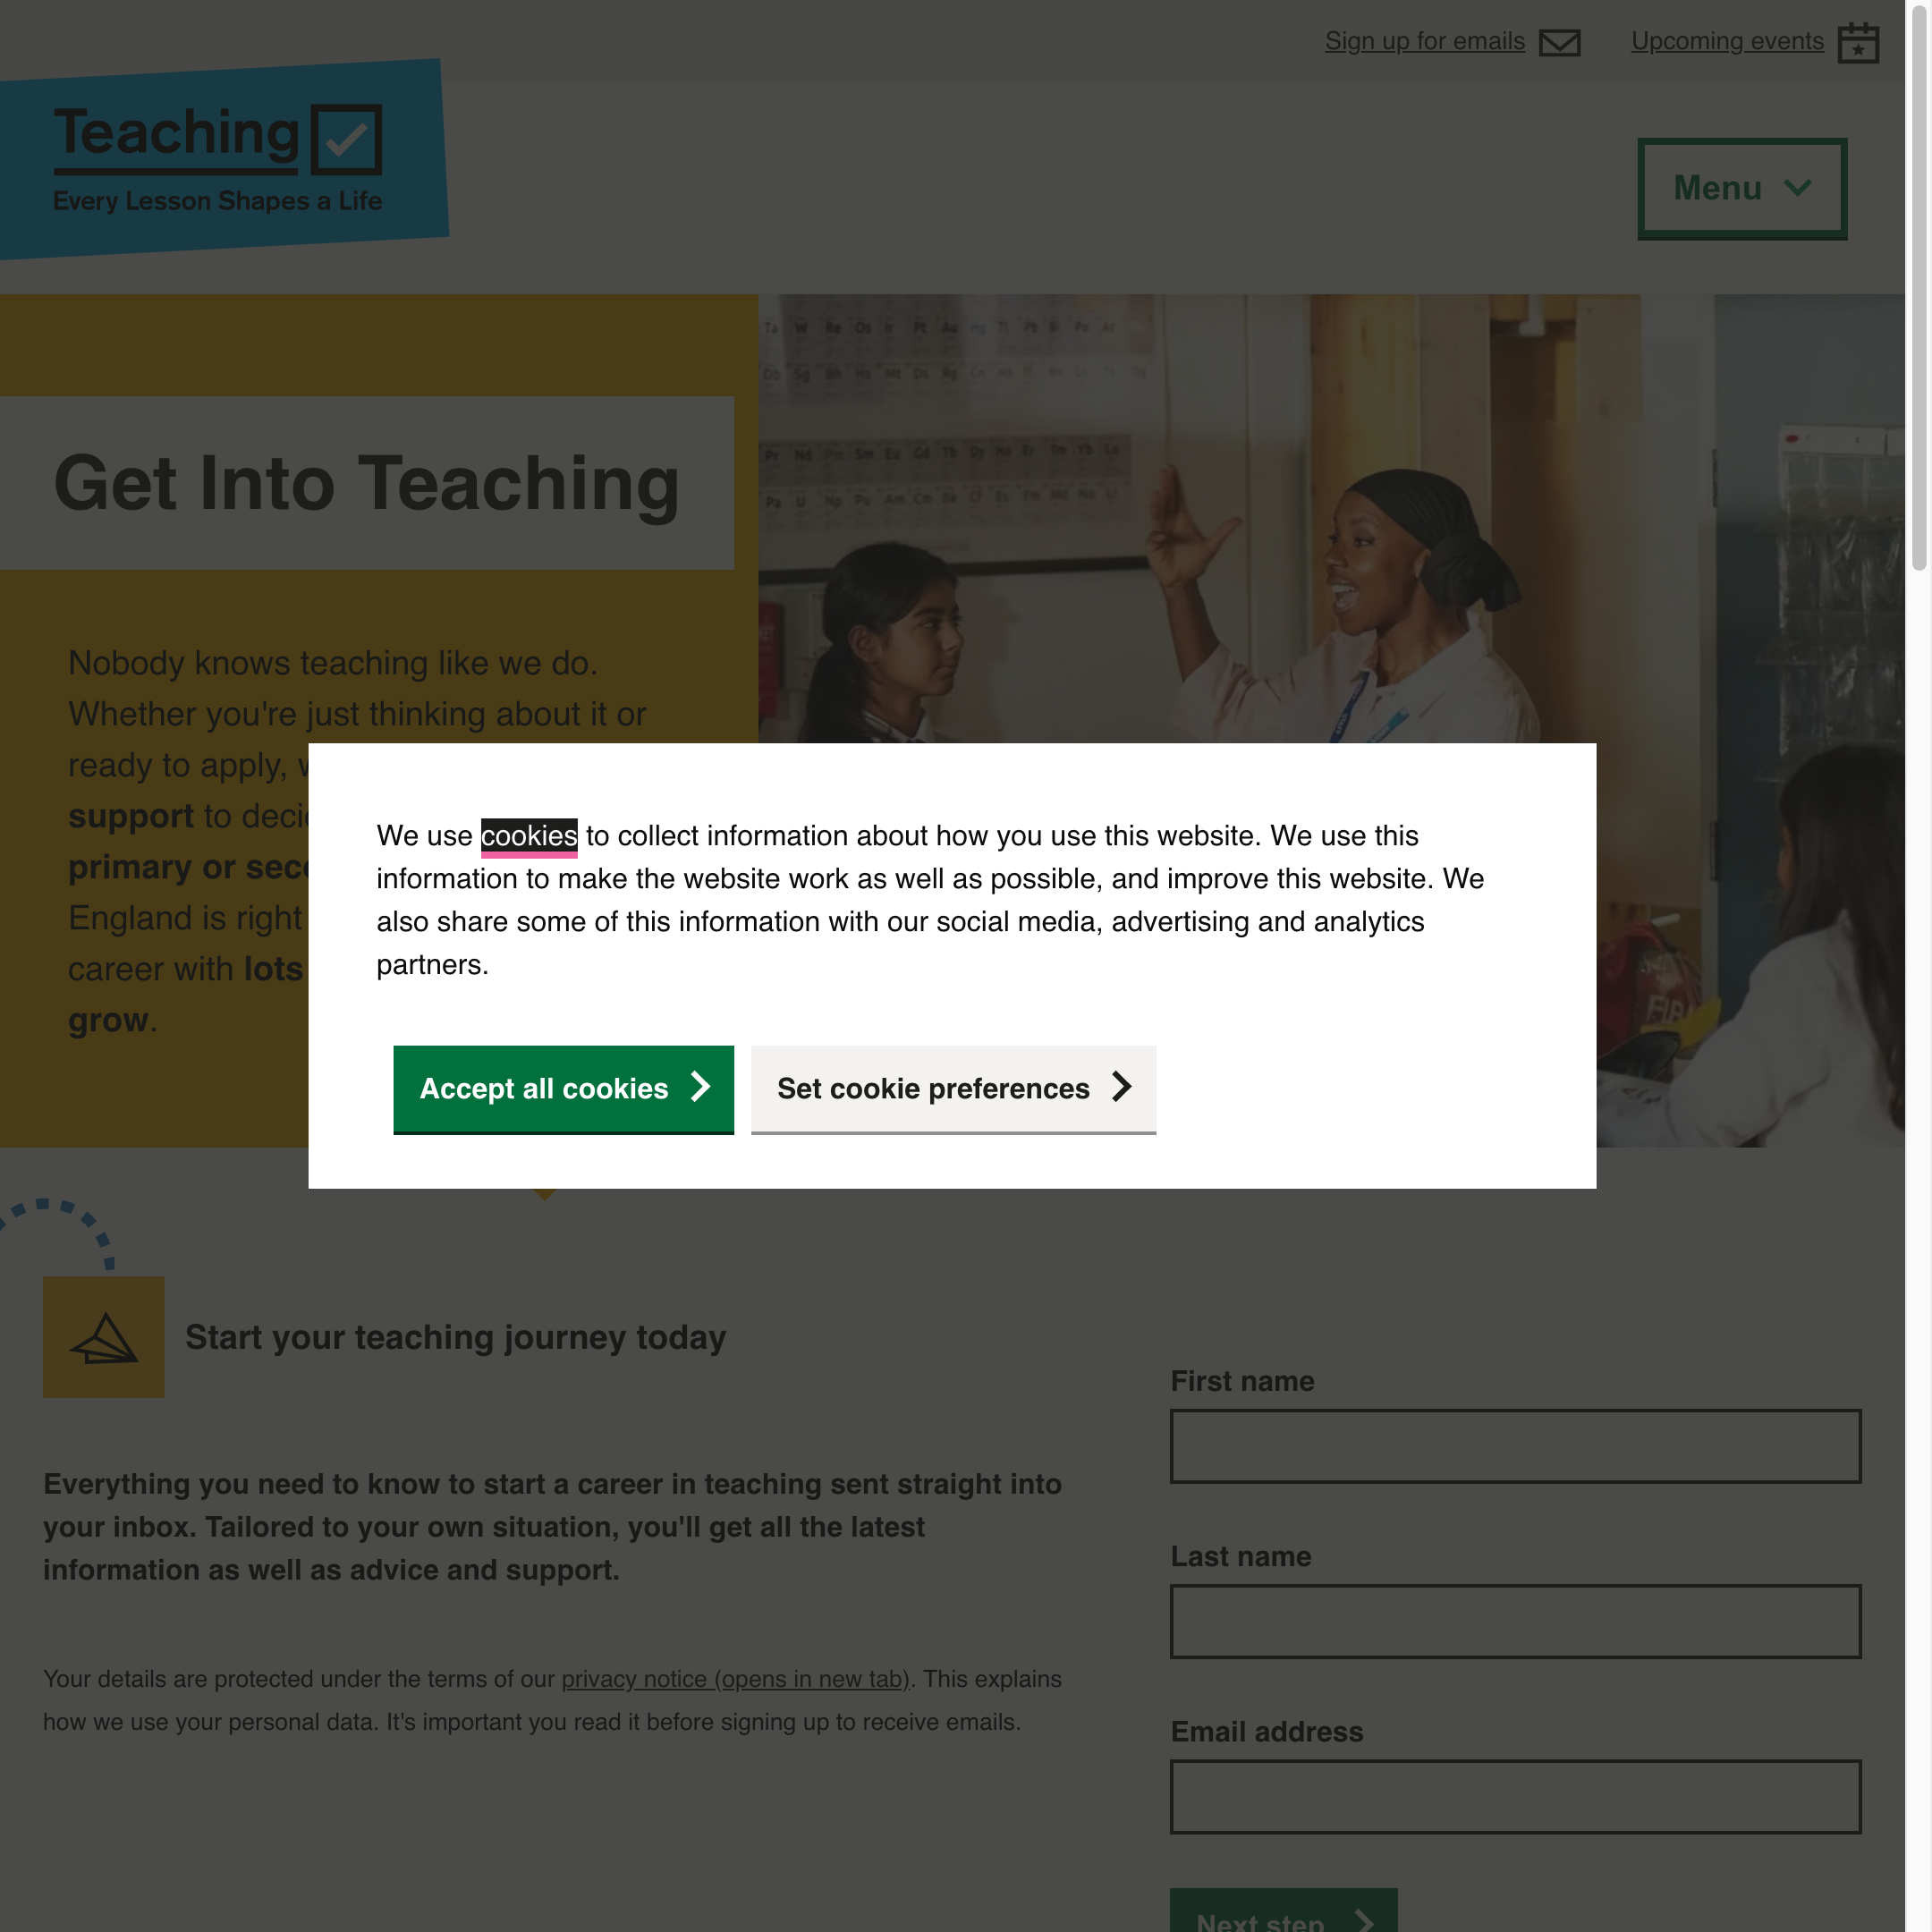 Sign up for emails
Upcoming events
Teaching
Every Lesson Shapes a Life
Menu
Get Into Teaching
Nobody knows teaching like we do.
Whether you're just thinking about it or
ready to apply,
support to
primary or
England is right
career with lots
grow.
We use cookies to collect information about how you use this website. We use this
information to make the website work as well as possible, and improve this website. We
also share some of this information with our social media, advertising and analytics
partners.
Accept all cookies
Set cookie preferences
Start your teaching journey today
Everything you need to know to start a career in teaching sent straight into
your inbox. Tailored to your own situation, you'll get all the latest
information as well as advice and support.
Your details are protected under the terms of our privacy notice (opens in new tab). This explains
how we use your personal data. It's important you read it before signing up to receive emails.
First name
Last name
Email address
Next step